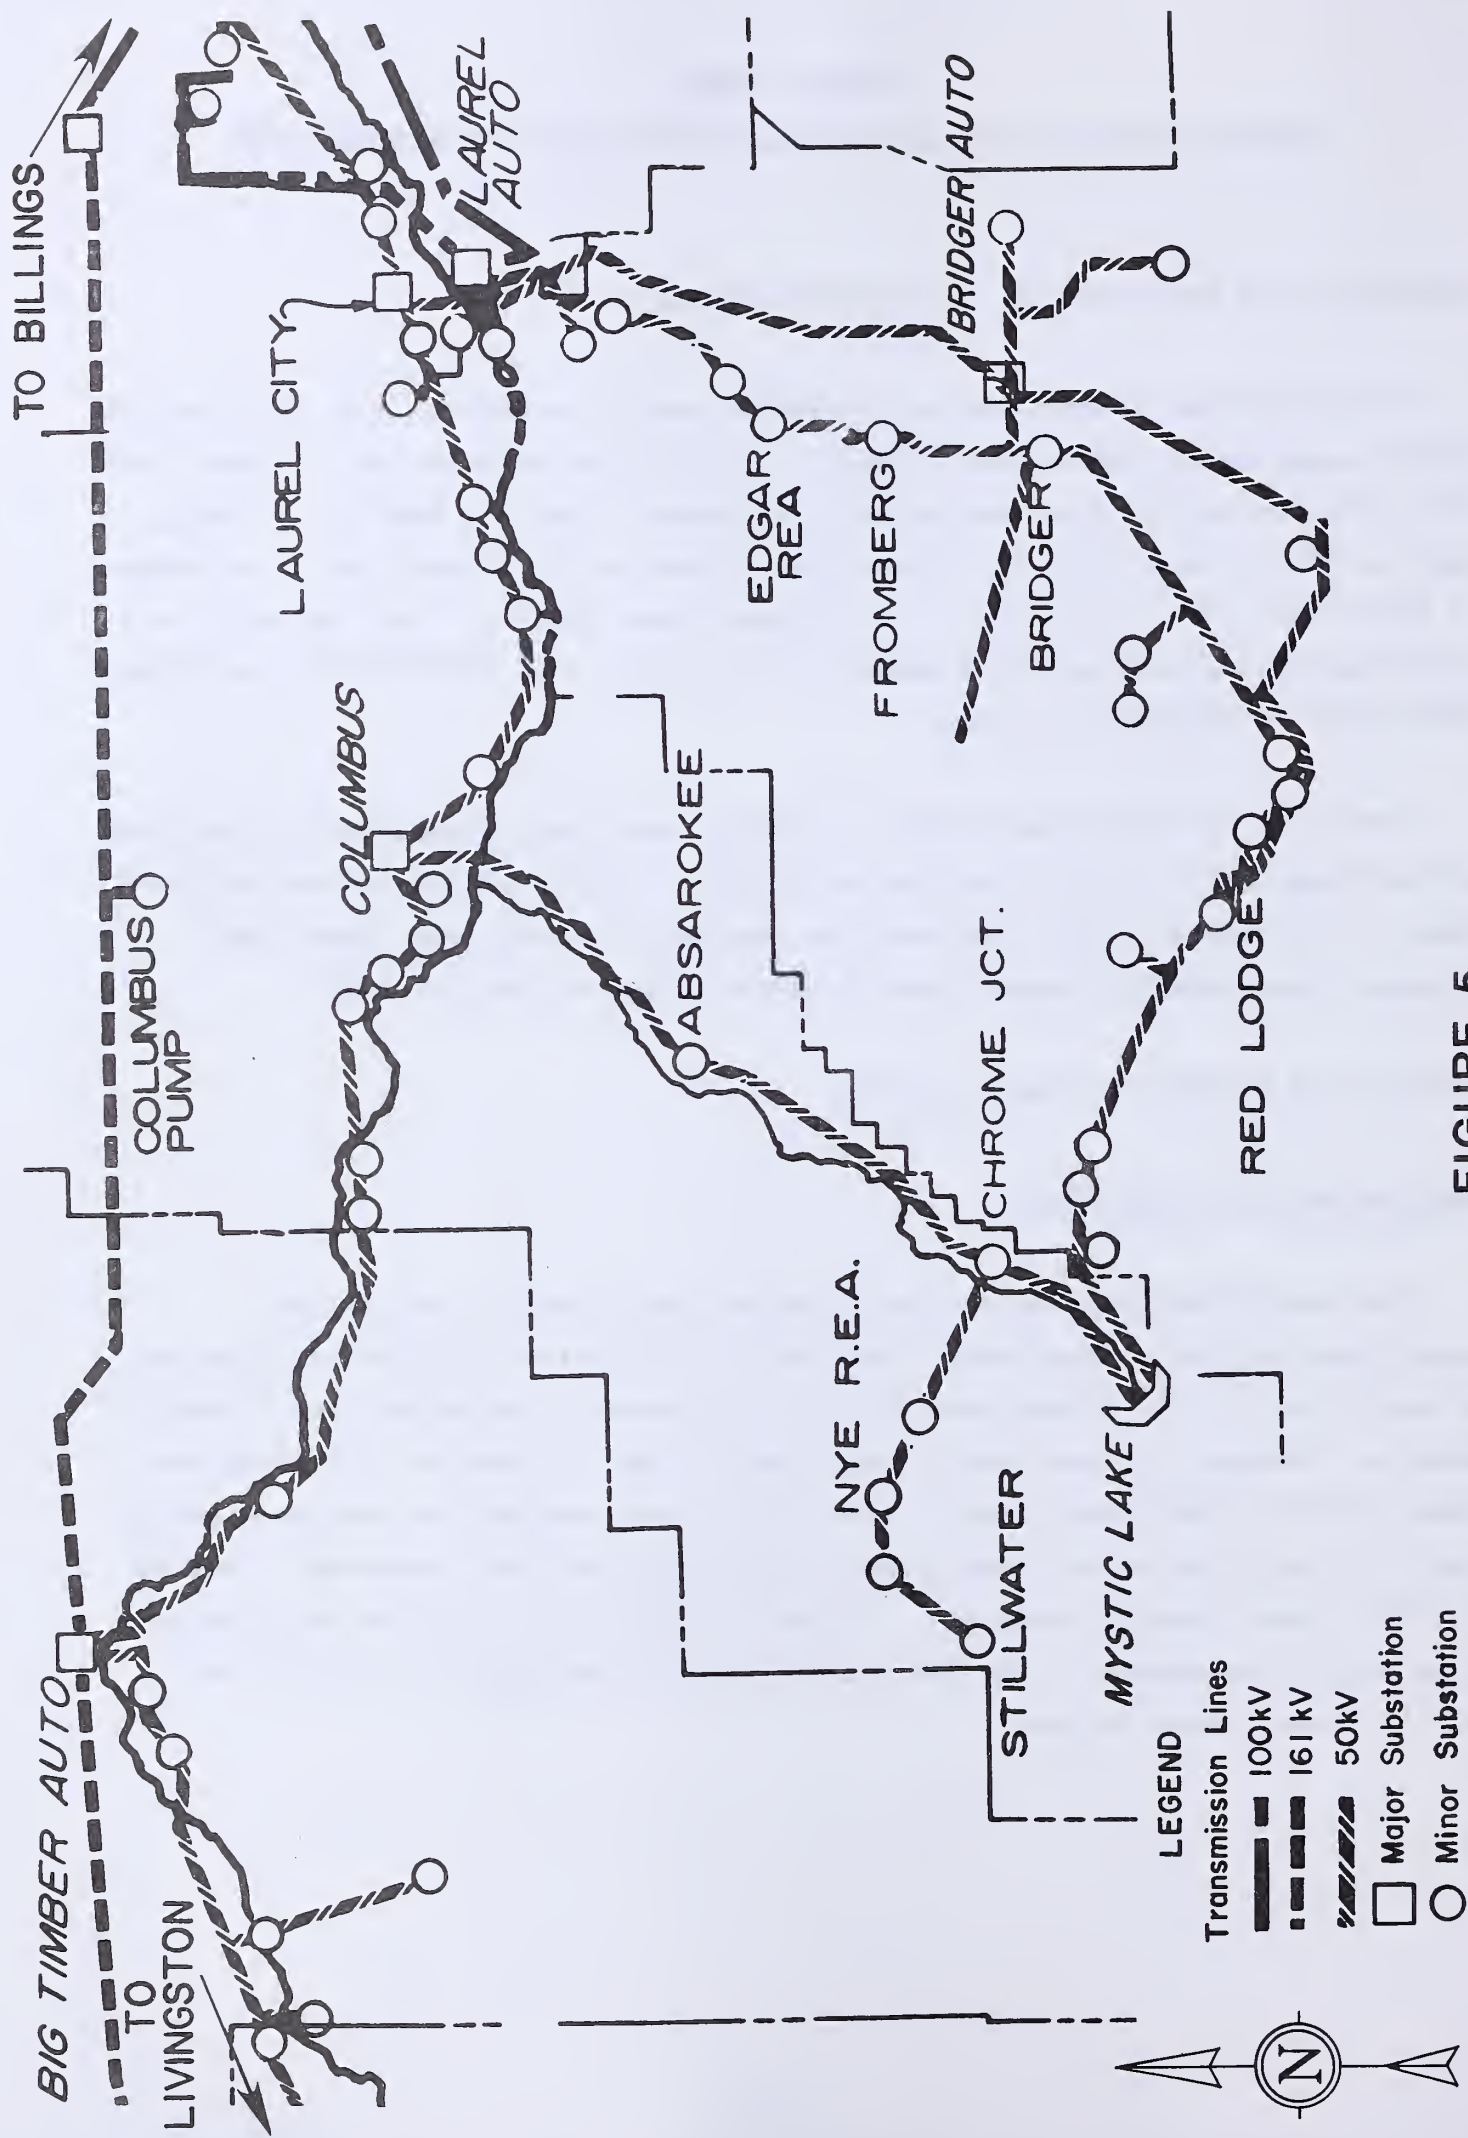 TO BILLINGS
LAUREL
AUTO
LAUREL CITY
BRIDGER AUTO
EDGAR
REA
FROMBERG
BRIDGER
COLUMBUS
COLUMBUS
PUMP
ABSAROKEE
CHROME JCT.
RED LODGE
NYE R.E.A.
STILLWATER
MYSTIC LAKE
BIG TIMBER AUTO
TO
LIVINGSTON
LEGEND
Transmission Lines
100kV
161 kV
50kV
Major Substation
Minor Substation
N
FIGURE 5